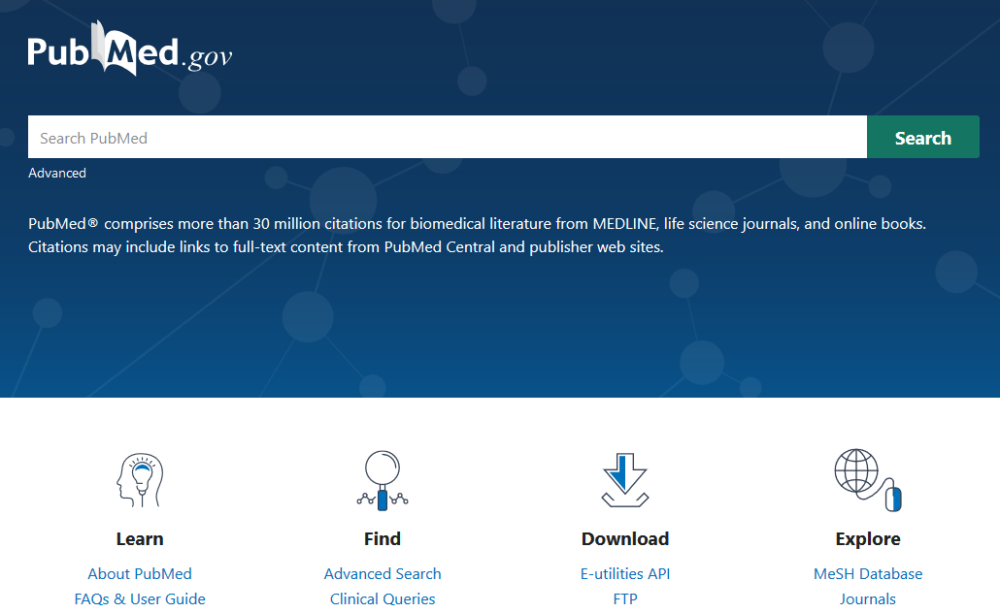 PubMed.gov
Search PubMed
Search
Advanced
PubMed® comprises more than 30 million citations for biomedical literature from MEDLINE, life science journals, and online books.
Citations may include links to full-text content from PubMed Central and publisher web sites.
Learn
About PubMed
FAQs & User Guide
Find
Advanced Search
Clinical Queries
Download
E-utilities API
FTP
Explore
MeSH Database
Journals